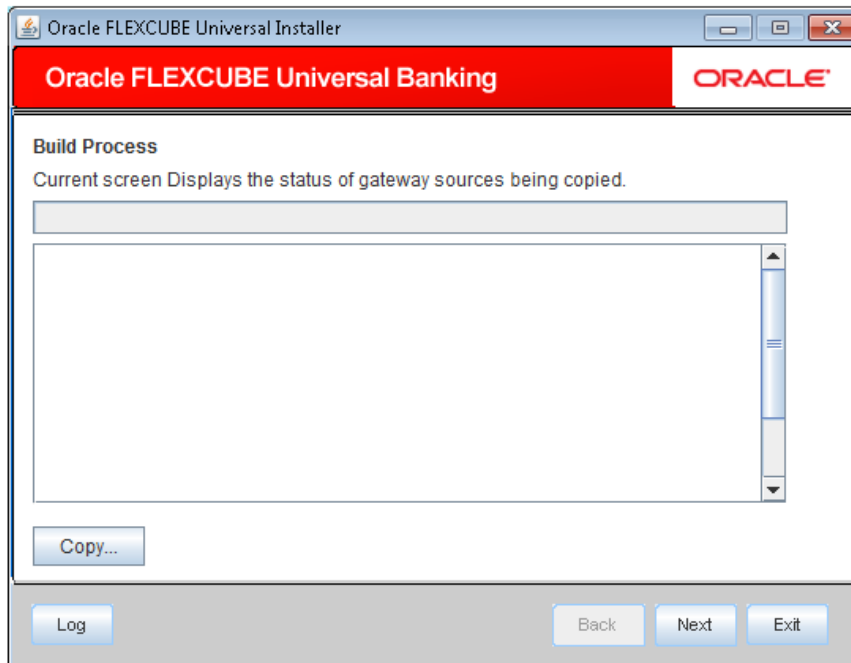 Oracle FLEXCUBE Universal Installer
Oracle FLEXCUBE Universal Banking
ORACLE
Build Process
Current screen Displays the status of gateway sources being copied.
Copy...
Log
Back
Next
Exit